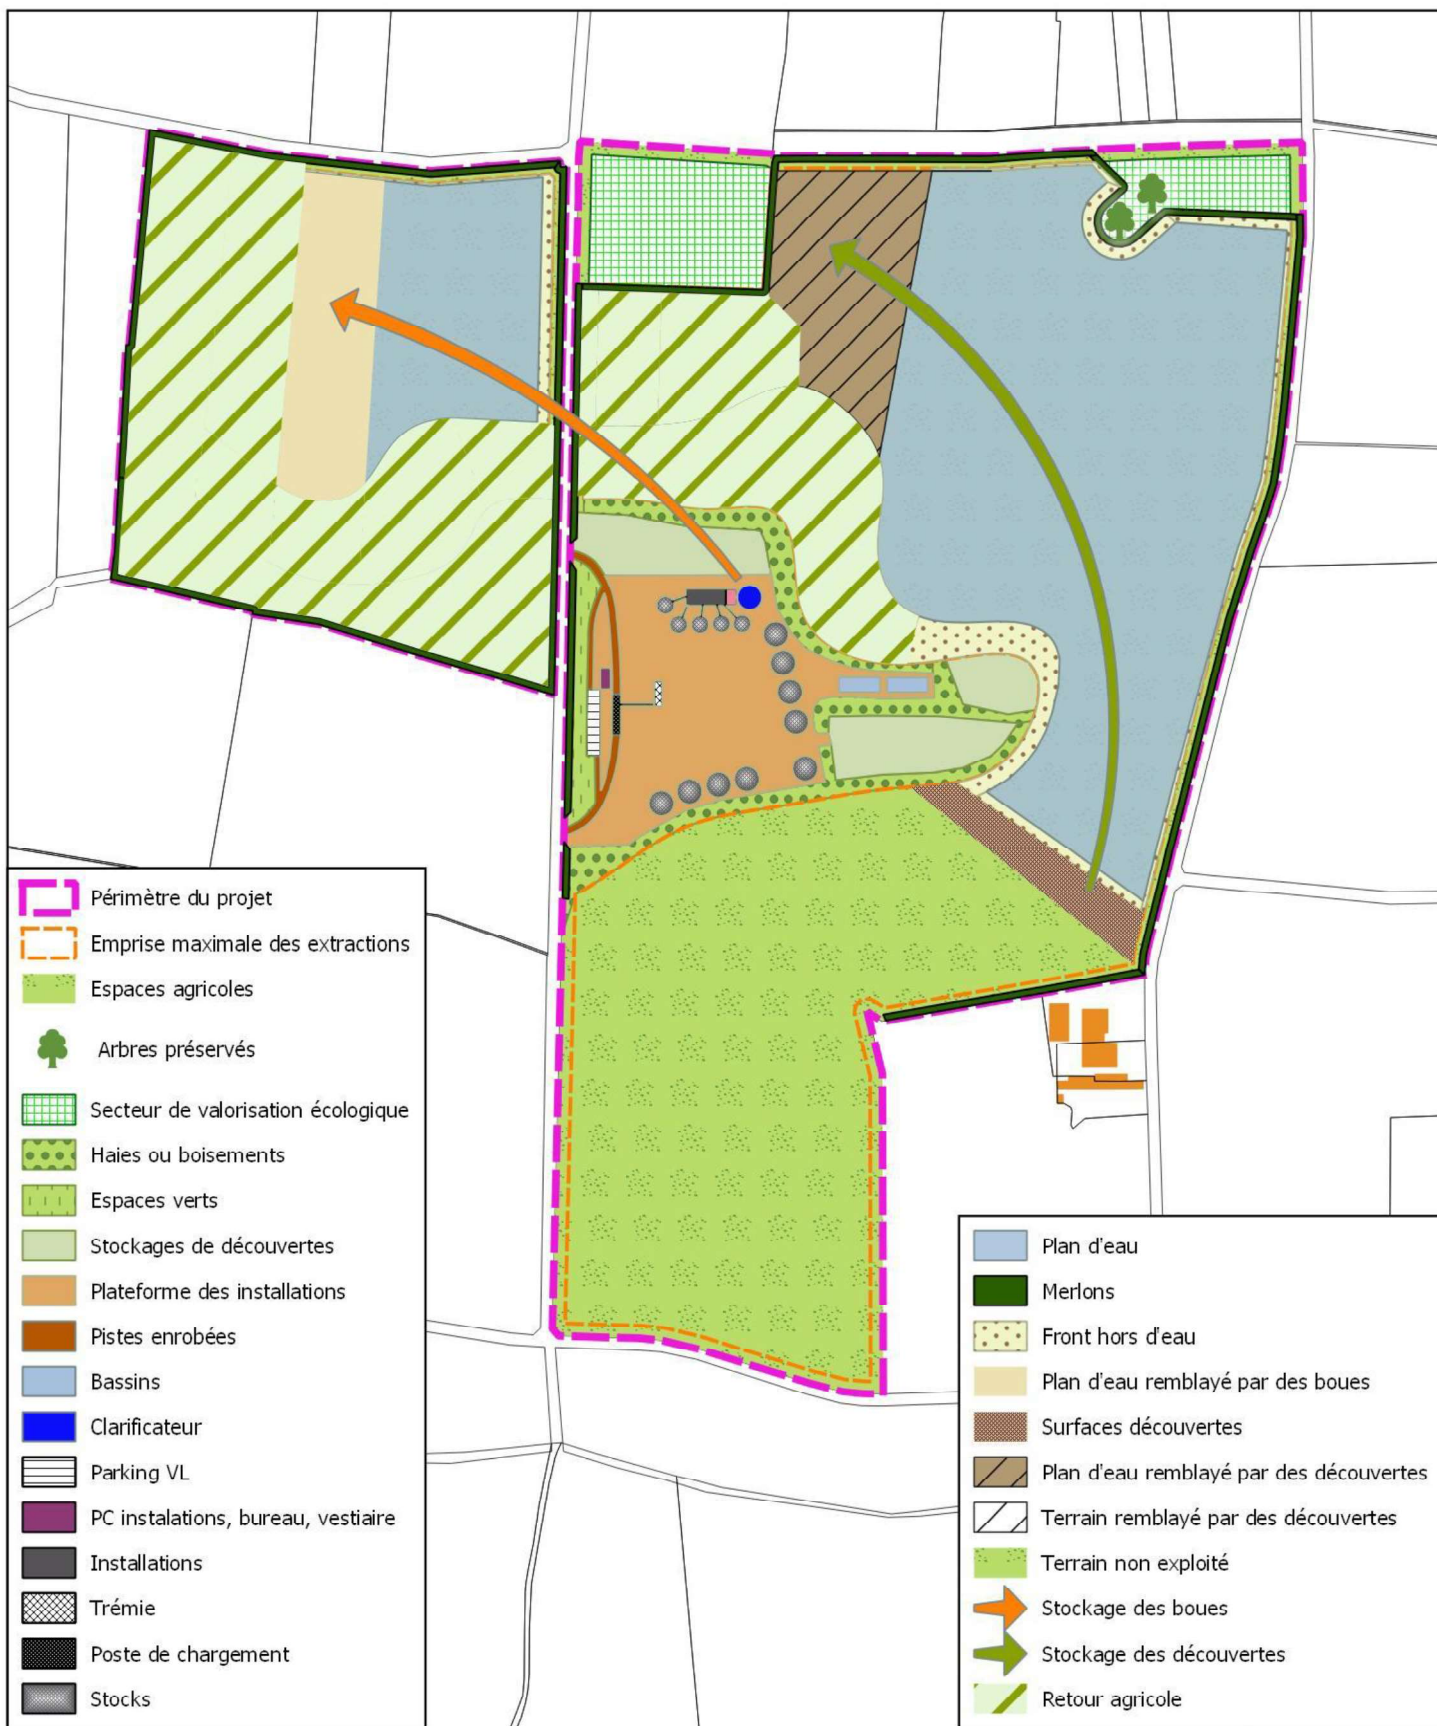 Périmètre du projet
Emprise maximale des extractions
Espaces agricoles
Arbres préservés
Secteur de valorisation écologique
Haies ou boisements
Espaces verts
Stockages de découvertes
Plateforme des installations
Pistes enrobées
Bassins
Clarificateur
Parking VL
PC instalations, bureau, vestiaire
Installations
Trémie
Poste de chargement
Stocks
Plan d'eau
Merlons
Front hors d'eau
Plan d'eau remblayé par des boues
Surfaces découvertes
Plan d'eau remblayé par des découvertes
Terrain remblayé par des découvertes
Terrain non exploité
Stockage des boues
Stockage des découvertes
Retour agricole